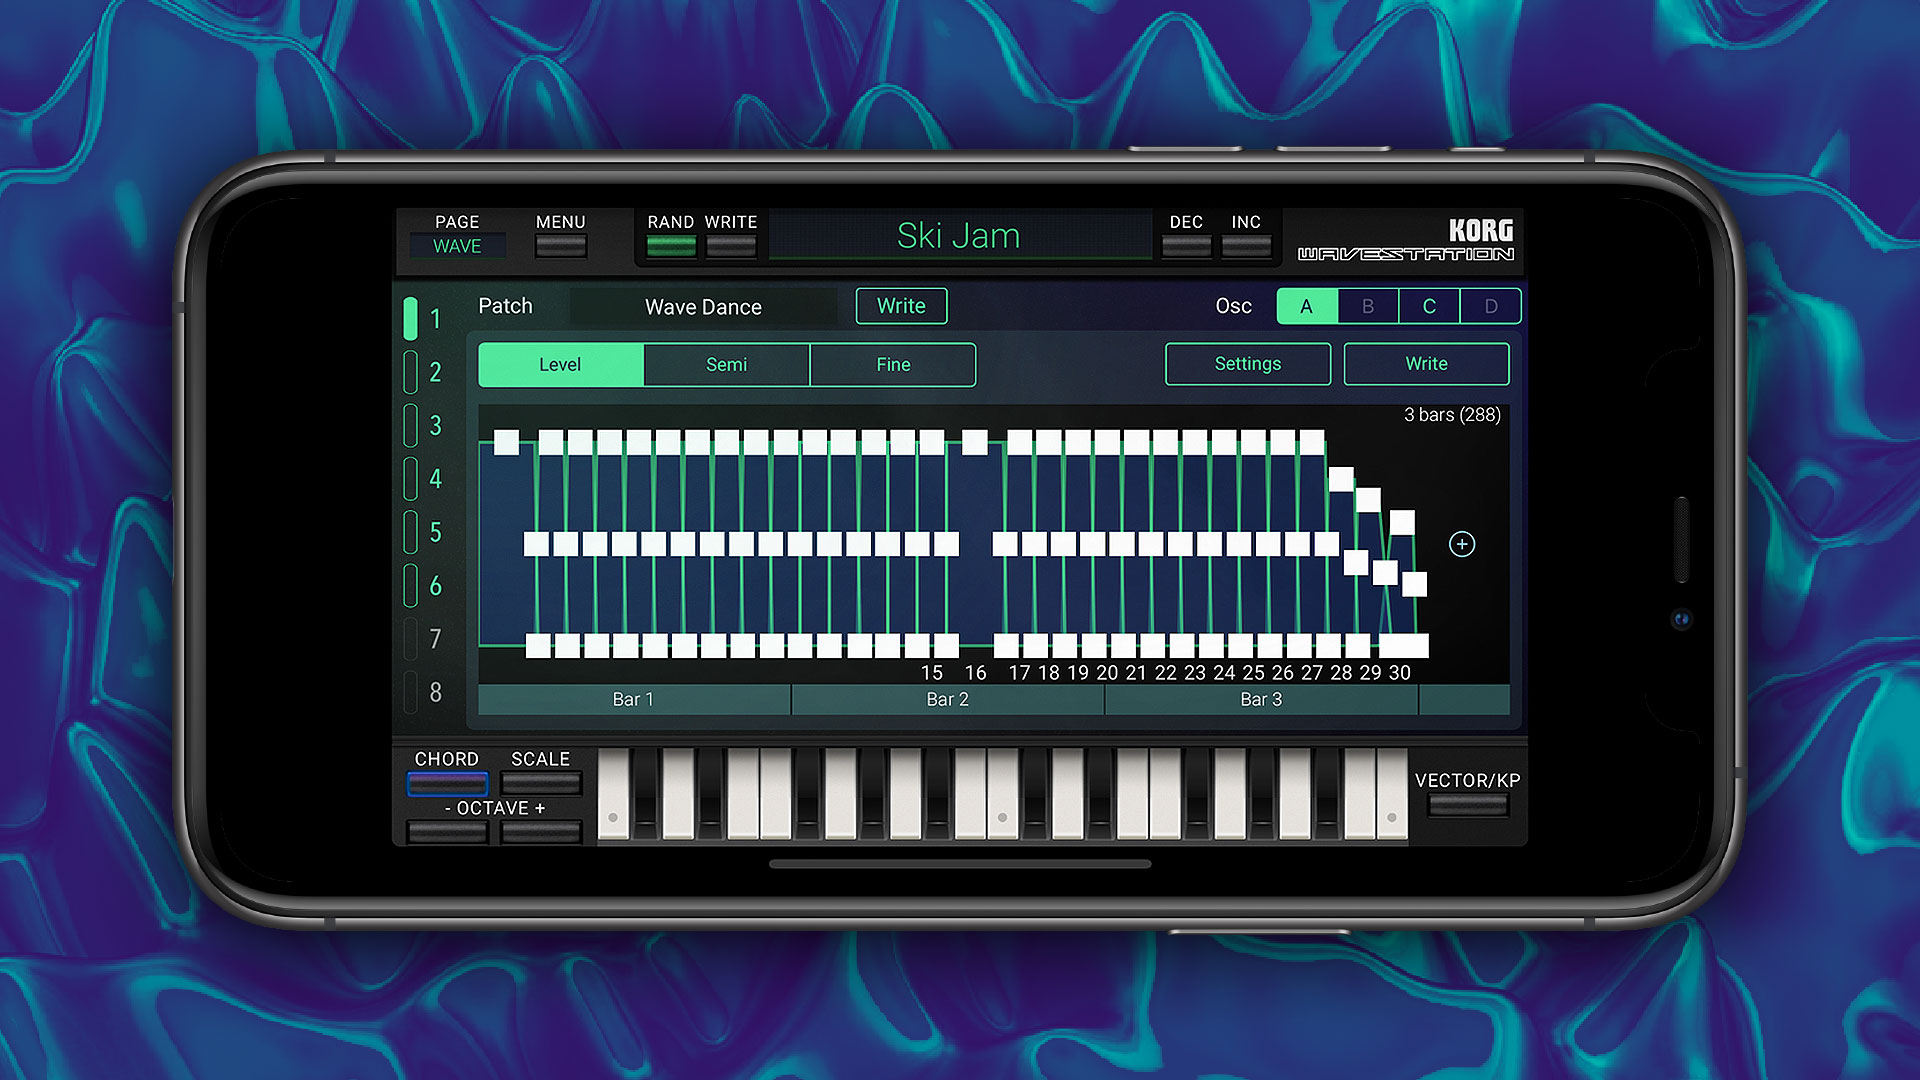 PAGE
MENU
RAND WRITE
Ski Jam
DEC INC
KORG
WAVE
WAVESTATION
Patch
Wave Dance
Write
Osc
A B C D
1
2
3
4
5
6
7
8
Level Semi Fine
Settings Write
3 bars (288)
15 16 17 18 19 20 21 22 23 24 25 26 27 28 29 30
Bar 1 Bar 2 Bar 3
CHORD SCALE
- OCTAVE +
VECTOR/KP